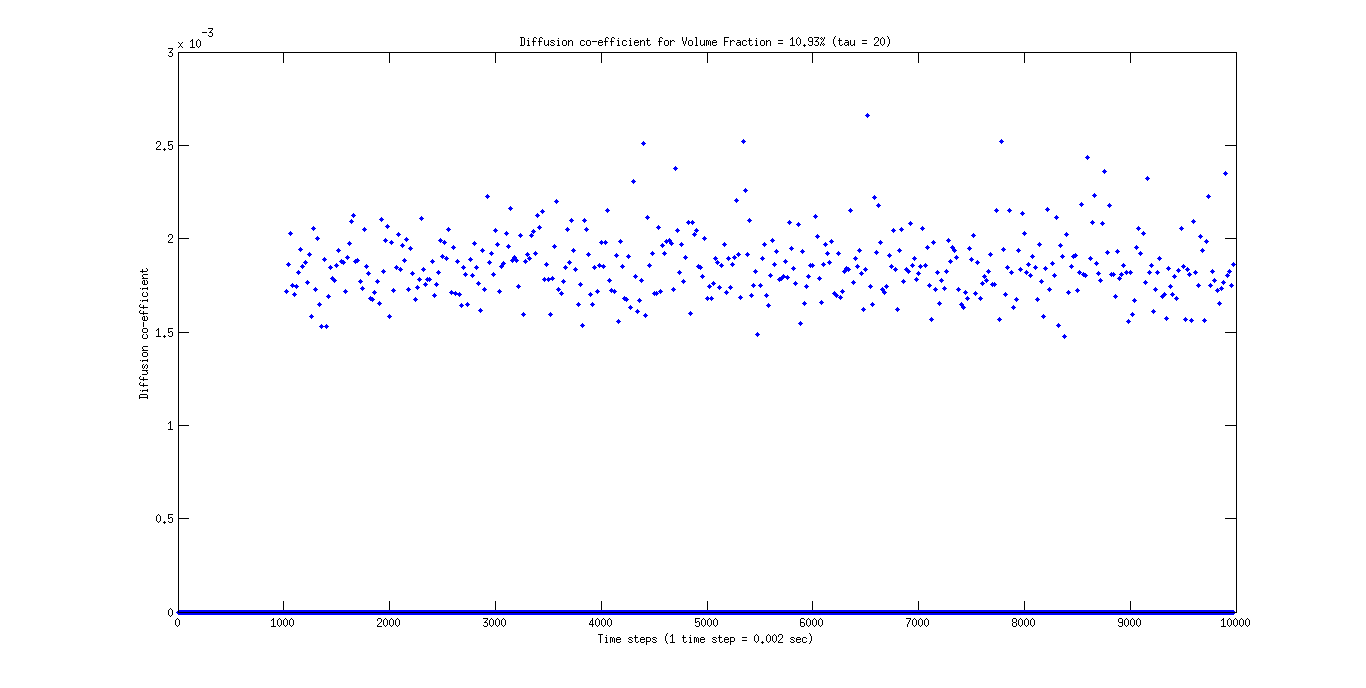 x 10^-3
Diffusion co-efficient for Volume Fraction = 10.93% (tau = 20)
3
2.5
2
1.5
1
0.5
0
Diffusion co-efficient
0 1000 2000 3000 4000 5000 6000 7000 8000 9000 10000
Time steps (1 time step = 0.002 sec)